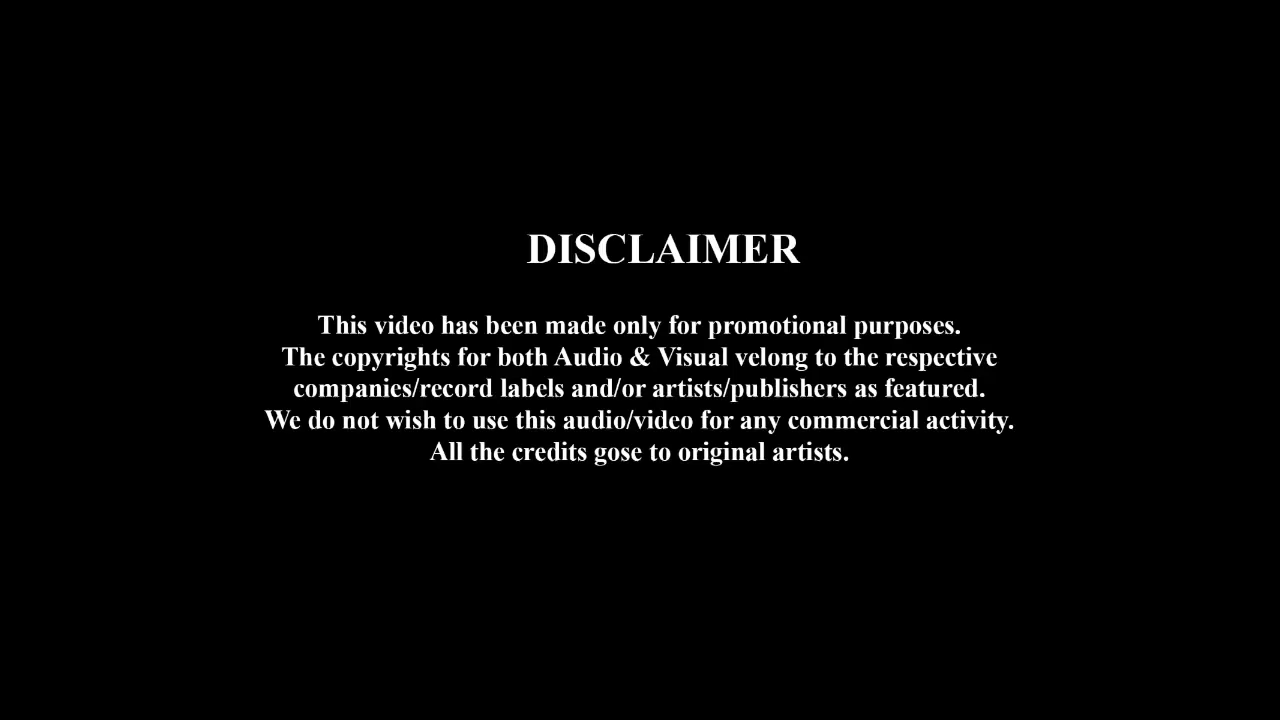 DISCLAIMER
This video has been made only for promotional purposes.
The copyrights for both Audio & Visual velong to the respective
companies/record labels and/or artists/publishers as featured.
We do not wish to use this audio/video for any commercial activity.
All the credits gose to original artists.